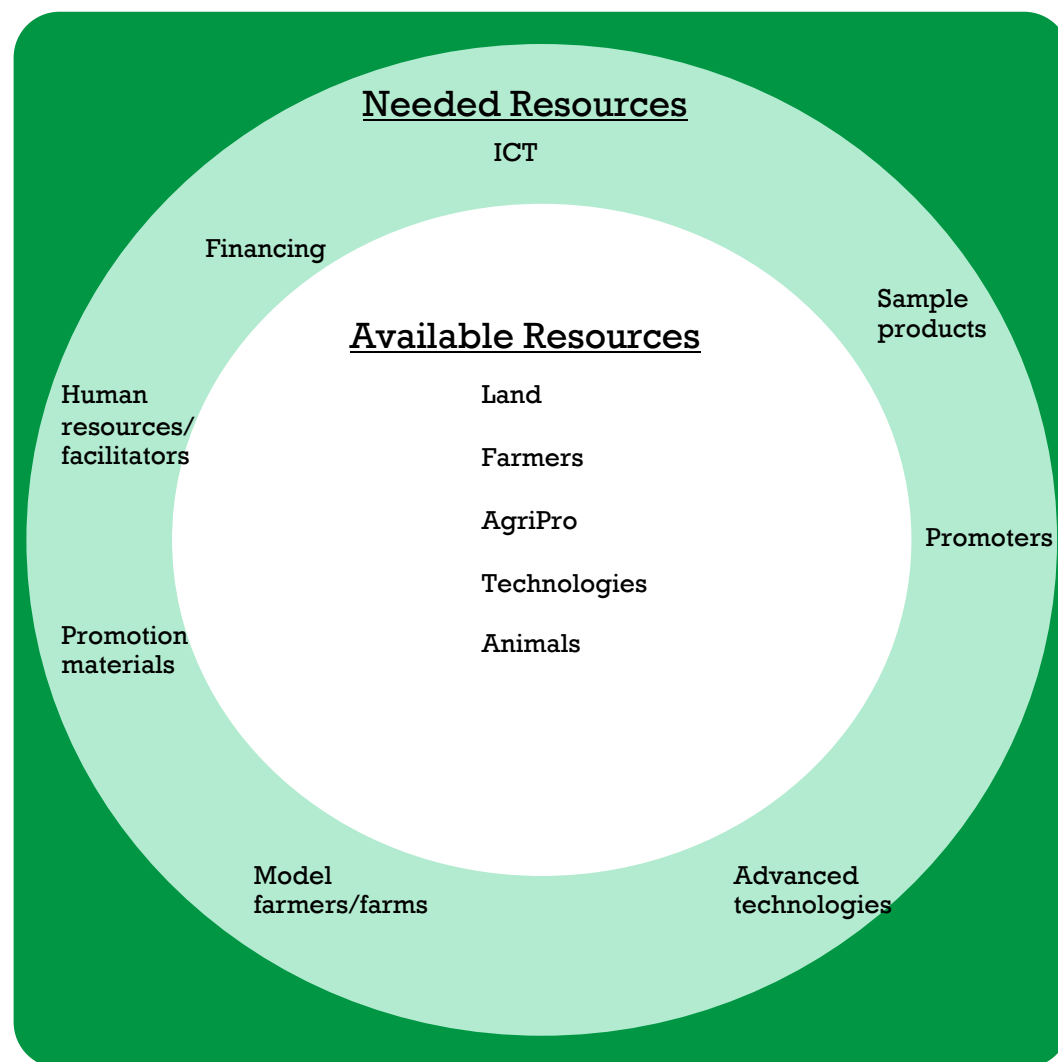 Needed Resources
ICT
Financing
Sample
products
Available Resources
Land
Farmers
AgriPro
Technologies
Animals
Human
resources/
facilitators
Promoters
Promotion
materials
Model
farmers/farms
Advanced
technologies